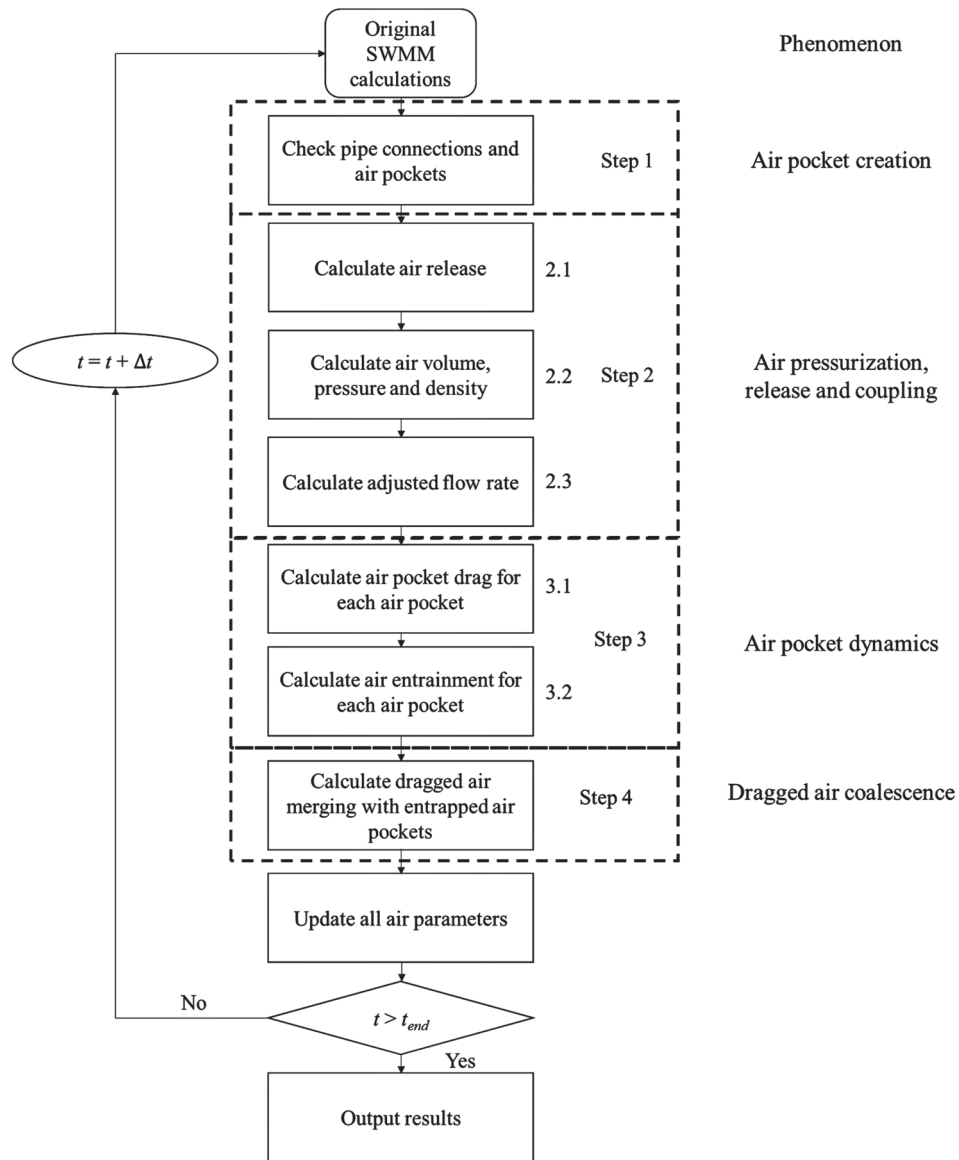 Original
SWMM
calculations
Phenomenon
Check pipe connections and
air pockets
Step 1
Air pocket creation
Calculate air release
2.1
t = t + Δt
Calculate air volume,
pressure and density
2.2
Step 2
Air pressurization,
release and coupling
Calculate adjusted flow rate
2.3
Calculate air pocket drag for
each air pocket
3.1
Step 3
Air pocket dynamics
Calculate air entrainment for
each air pocket
3.2
Calculate dragged air
merging with entrapped air
pockets
Step 4
Dragged air coalescence
Update all air parameters
No
t > tend
Yes
Output results